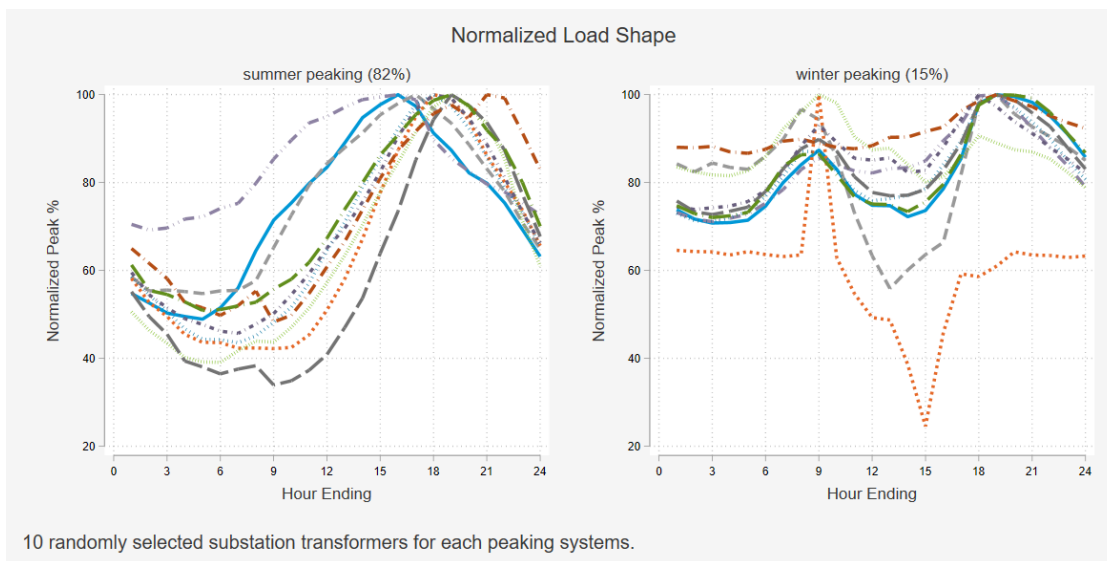 Normalized Load Shape
summer peaking (82%)
winter peaking (15%)
Normalized Peak %
100
80
60
40
20
0 3 6 9 12 15 18 21 24
Hour Ending
Normalized Peak %
100
80
60
40
20
0 3 6 9 12 15 18 21 24
Hour Ending
10 randomly selected substation transformers for each peaking systems.